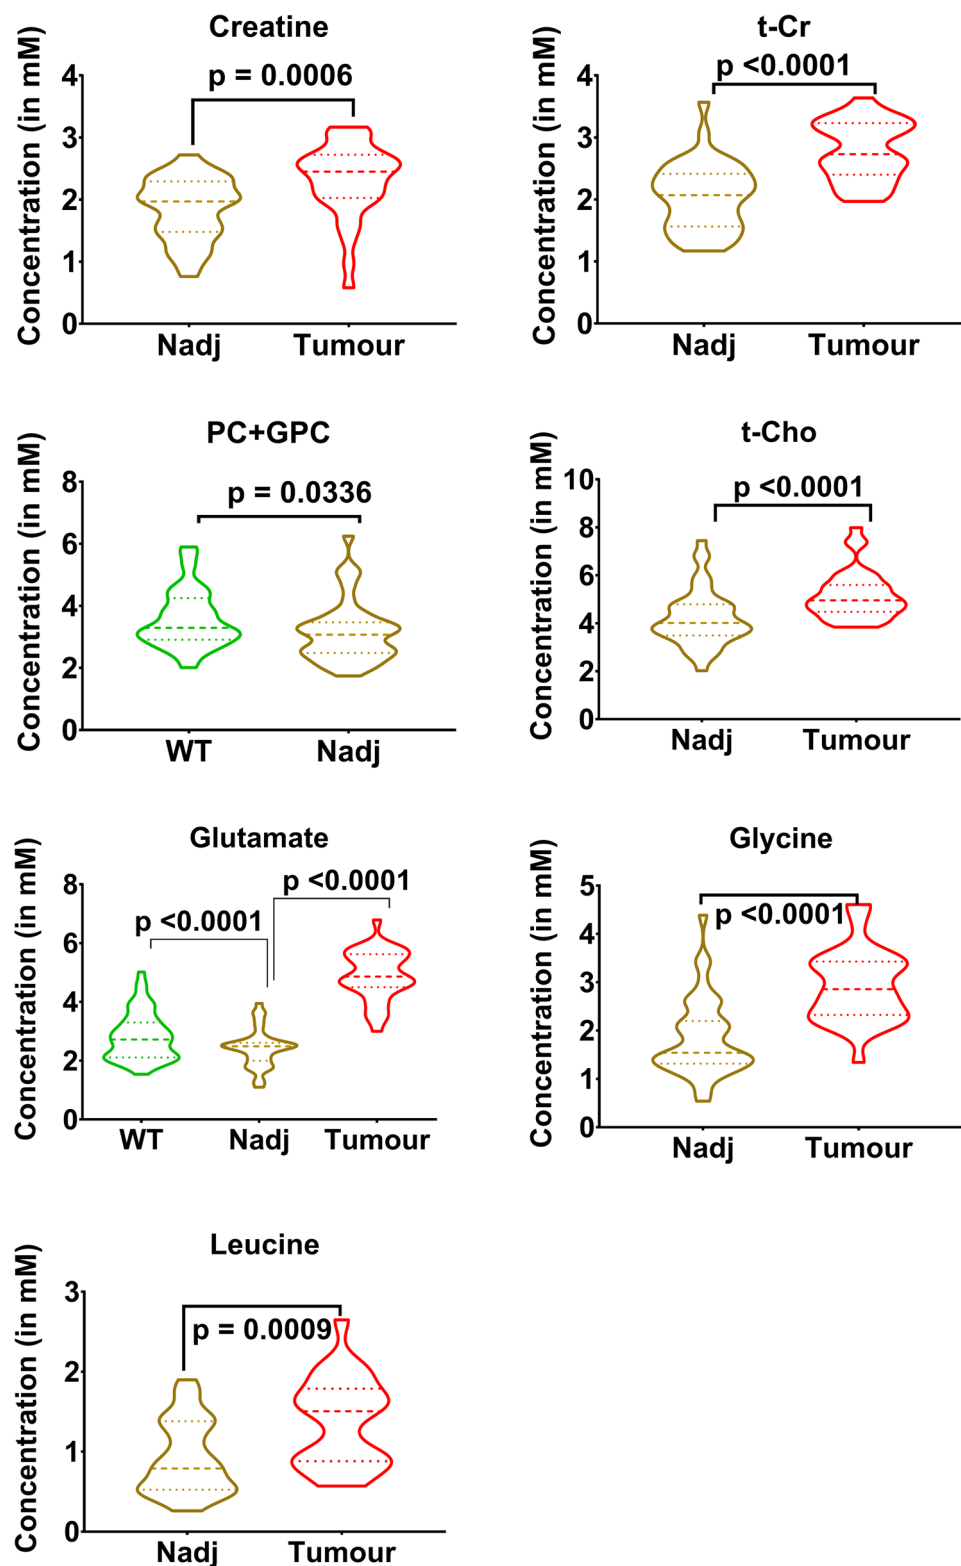 Creatine
p = 0.0006
Concentration (in mM)
4
3
2
1
0
Nadj Tumour
t-Cr
p <0.0001
Concentration (in mM)
4
3
2
1
0
Nadj Tumour
PC+GPC
p = 0.0336
Concentration (in mM)
8
6
4
2
0
WT Nadj
t-Cho
p <0.0001
Concentration (in mM)
10
8
6
4
2
0
Nadj Tumour
Glutamate
p <0.0001
p <0.0001
Concentration (in mM)
8
6
4
2
0
WT Nadj Tumour
Glycine
p <0.0001
Concentration (in mM)
5
4
3
2
1
0
Nadj Tumour
Leucine
p = 0.0009
Concentration (in mM)
3
2
1
0
Nadj Tumour